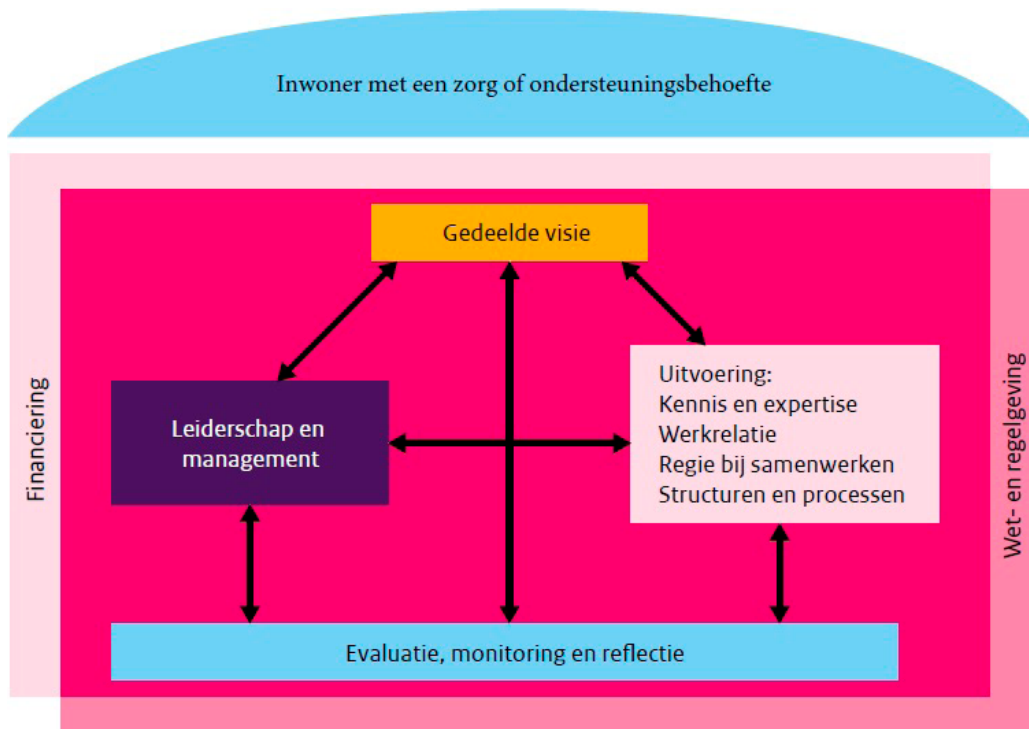 Inwoner met een zorg of ondersteuningsbehoefte
Gedeelde visie
Financiering
Leiderschap en
management
Uitvoering:
Kennis en expertise
Werkrelatie
Regie bij samenwerken
Structuren en processen
Wet- en regelgeving
Evaluatie, monitoring en reflectie